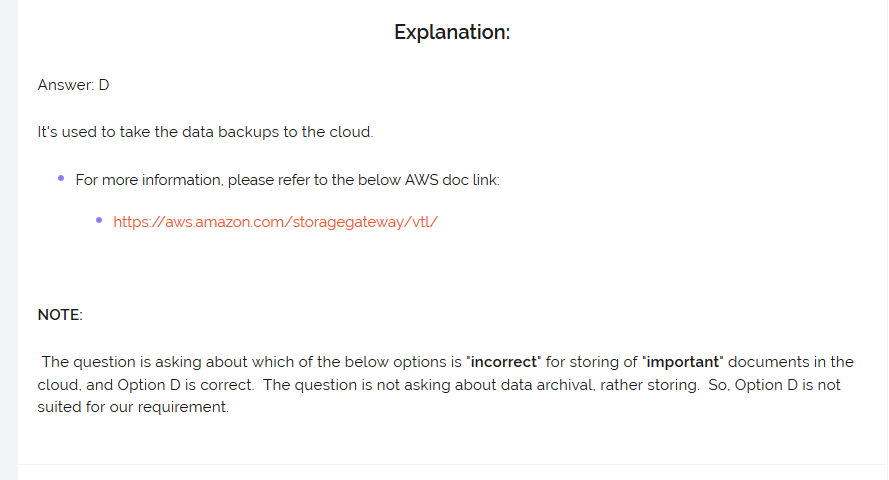 Explanation:
Answer: D
It's used to take the data backups to the cloud.
For more information, please refer to the below AWS doc link:
https://aws.amazon.com/storagegateway/vtl/
NOTE:
The question is asking about which of the below options is "incorrect" for storing of "important" documents in the
cloud, and Option D is correct. The question is not asking about data archival, rather storing. So, Option D is not
suited for our requirement.